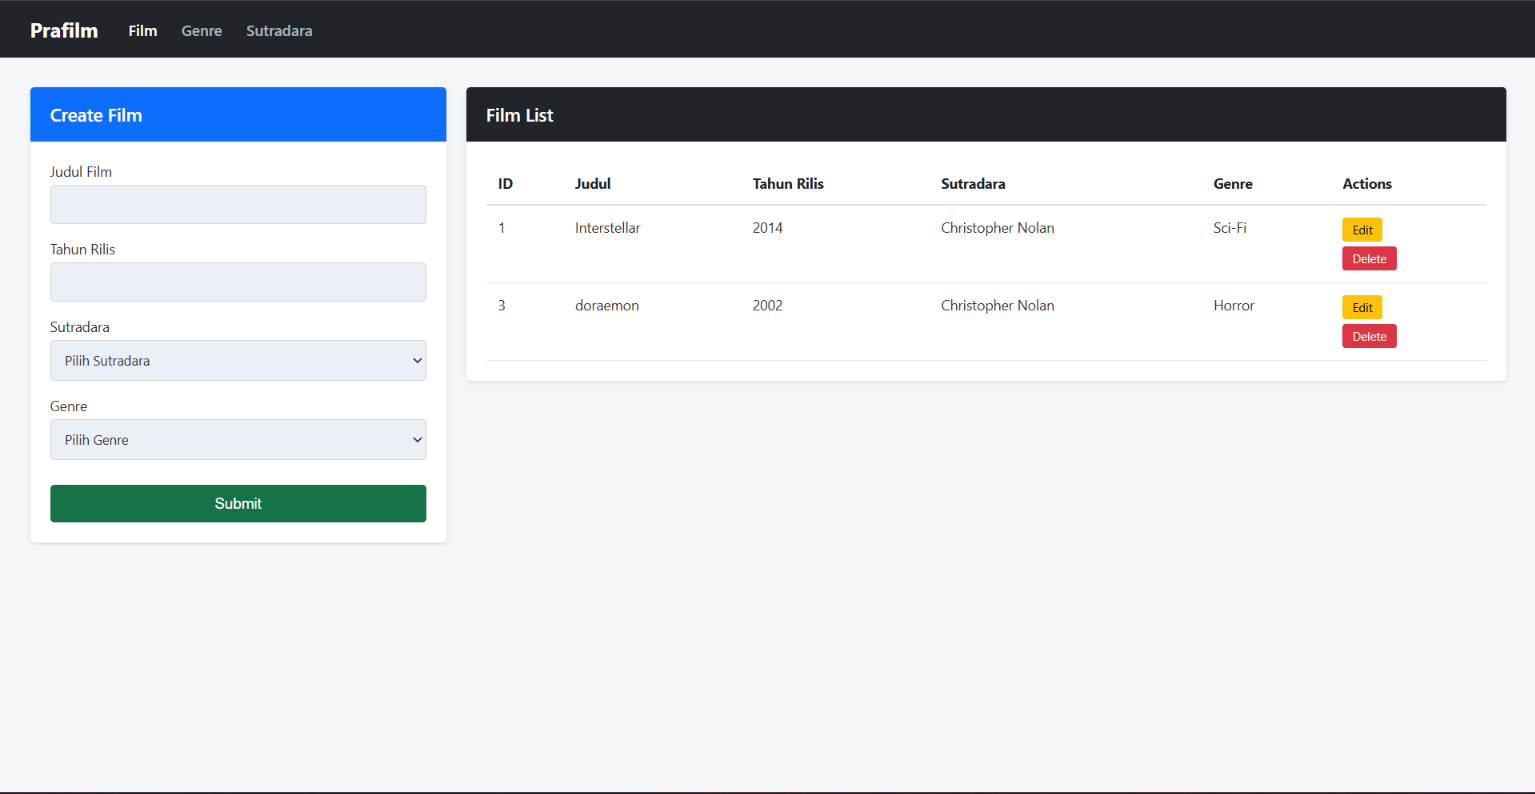 Prafilm Film Genre Sutradara
Create Film
Judul Film
Tahun Rilis
Sutradara
Pilih Sutradara
Genre
Pilih Genre
Submit
Film List
ID Judul Tahun Rilis Sutradara Genre Actions
1 Interstellar 2014 Christopher Nolan Sci-Fi Edit
Delete
3 doraemon 2002 Christopher Nolan Horror Edit
Delete